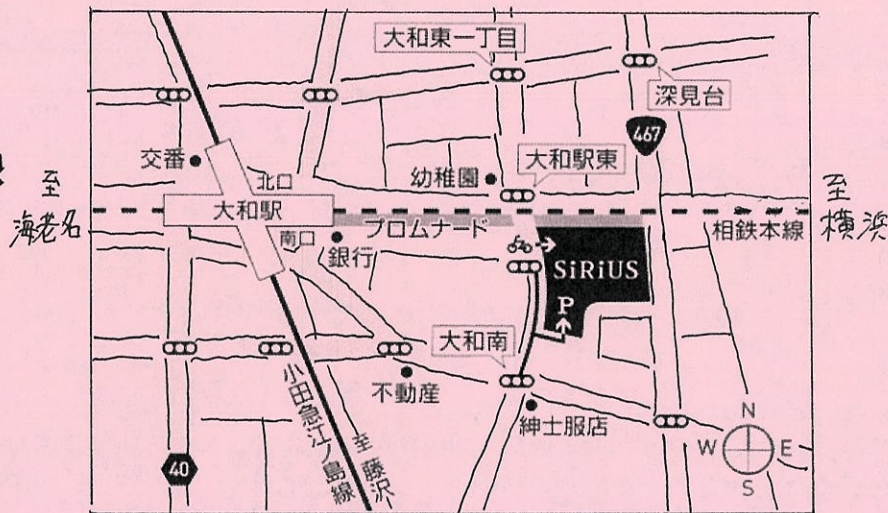 大和東一丁目
深見台
467
交番
北口
幼稚園
大和駅東
至
海老名
大和駅
プロムナード
相鉄本線
至
横浜
南口
銀行
SiRiUS
P
大和南
不動産
小田急江ノ島線
至 藤沢
紳士服店
40
N
W E
S